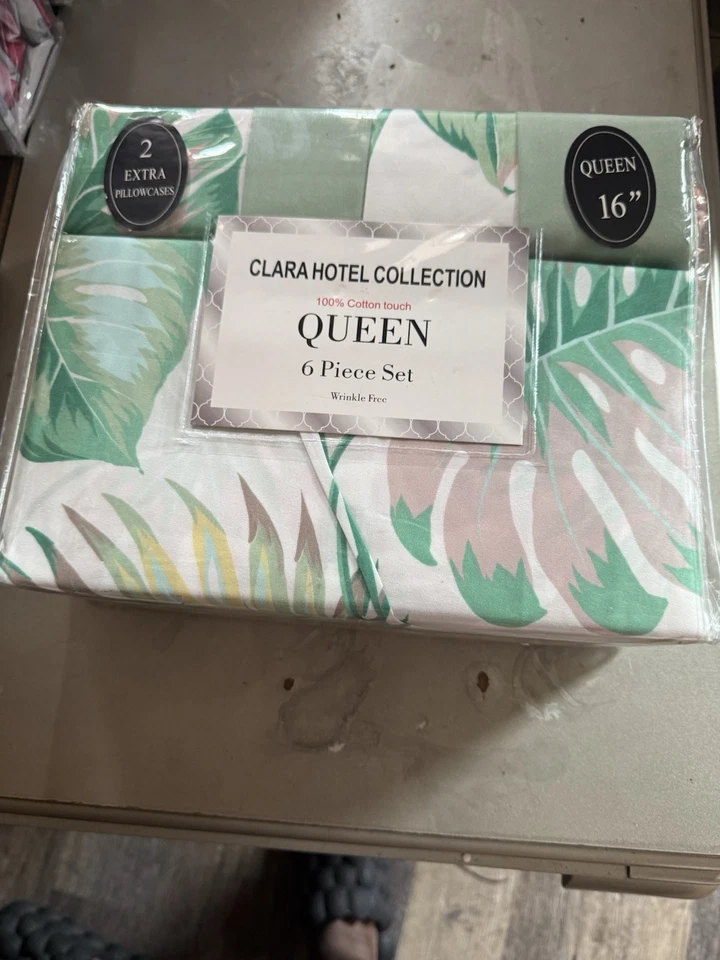 2
EXTRA
PILLOWCASES
QUEEN
16”
CLARA HOTEL COLLECTION
100% Cotton touch
QUEEN
6 Piece Set
Wrinkle Free